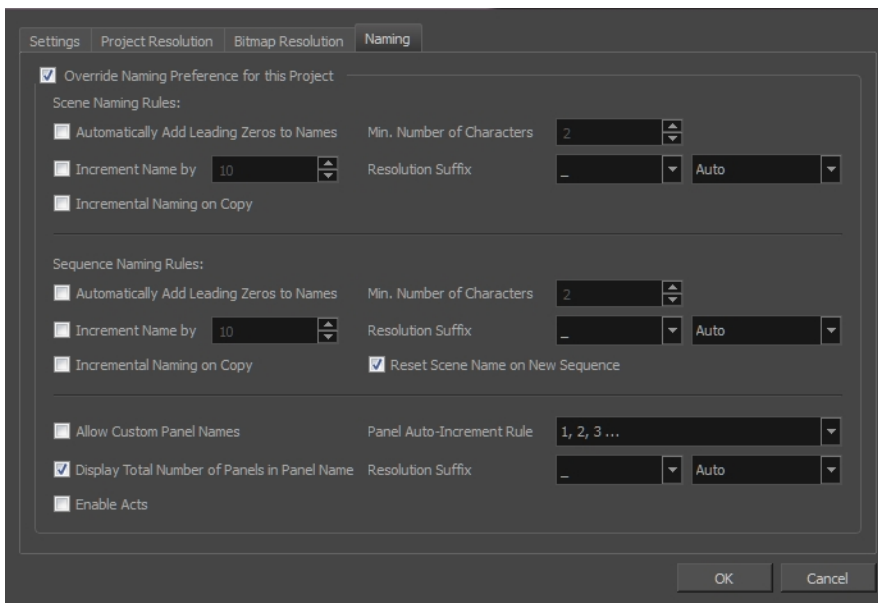 Settings Project Resolution Bitmap Resolution Naming
Override Naming Preference for this Project
Scene Naming Rules:
Automatically Add Leading Zeros to Names Min. Number of Characters 2
Increment Name by 10 Resolution Suffix _ Auto
Incremental Naming on Copy
Sequence Naming Rules:
Automatically Add Leading Zeros to Names Min. Number of Characters 2
Increment Name by 10 Resolution Suffix _ Auto
Incremental Naming on Copy Reset Scene Name on New Sequence
Allow Custom Panel Names Panel Auto-Increment Rule 1, 2, 3 ...
Display Total Number of Panels in Panel Name Resolution Suffix _ Auto
Enable Acts
OK Cancel